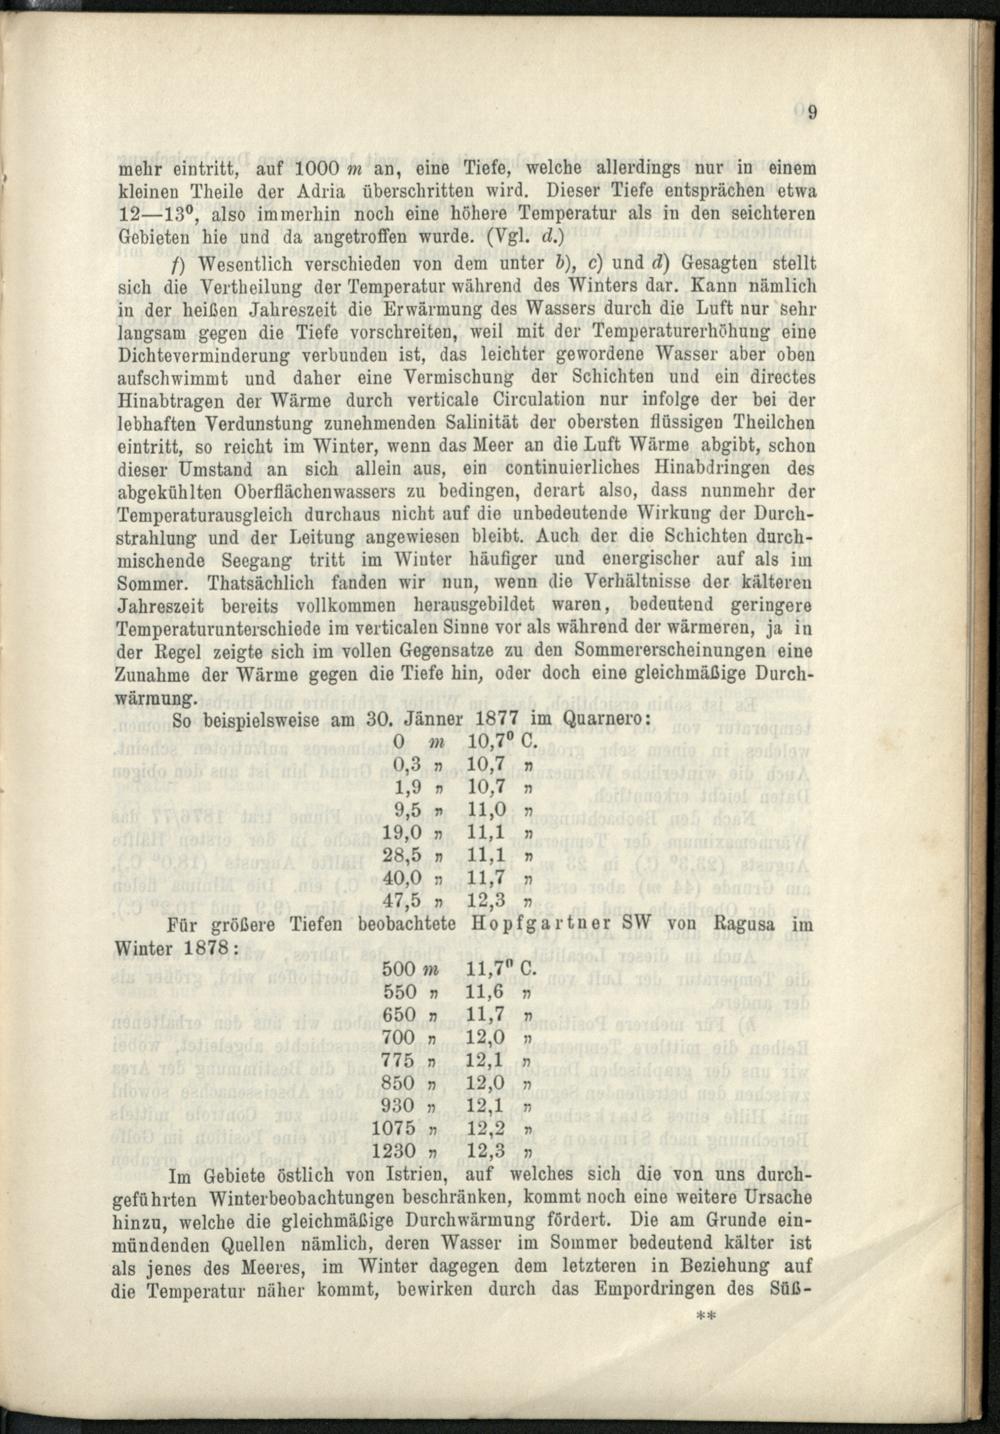 9
mehr eintritt, auf 1000 m an, eine Tiefe, welche allerdings nur in einem
kleinen Theile der Adria überschritten wird. Dieser Tiefe entsprächen etwa
12—13⁰, also immerhin noch eine höhere Temperatur als in den seichteren
Gebieten hie und da angetroffen wurde. (Vgl. d.)
f) Wesentlich verschieden von dem unter b), c) und d) Gesagten stellt
sich die Vertheilung der Temperatur während des Winters dar. Kann nämlich
in der heißen Jahreszeit die Erwärmung des Wassers durch die Luft nur sehr
langsam gegen die Tiefe vorschreiten, weil mit der Temperaturerhöhung eine
Dichteverminderung verbunden ist, das leichter gewordene Wasser aber oben
aufschwimmt und daher eine Vermischung der Schichten und ein directes
Hinabtragen der Wärme durch verticale Circulation nur infolge der bei der
lebhaften Verdunstung zunehmenden Salinität der obersten flüssigen Theilchen
eintritt, so reicht im Winter, wenn das Meer an die Luft Wärme abgibt, schon
dieser Umstand an sich allein aus, ein continuierliches Hinabdringen des
abgekühlten Oberflächenwassers zu bedingen, derart also, dass nunmehr der
Temperaturausgleich durchaus nicht auf die unbedeutende Wirkung der Durch-
strahlung und der Leitung angewiesen bleibt. Auch der die Schichten durch-
mischende Seegang tritt im Winter häufiger und energischer auf als im
Sommer. Thatsächlich fanden wir nun, wenn die Verhältnisse der kälteren
Jahreszeit bereits vollkommen herausgebildet waren, bedeutend geringere
Temperaturunterschiede im verticalen Sinne vor als während der wärmeren, ja in
der Regel zeigte sich im vollen Gegensatze zu den Sommererscheinungen eine
Zunahme der Wärme gegen die Tiefe hin, oder doch eine gleichmäßige Durch-
wärmung.
So beispielsweise am 30. Jänner 1877 im Quarnero:
0 m 10,7⁰ C.
0,3 „ 10,7 „
1,9 „ 10,7 „
9,5 „ 11,0 „
19,0 „ 11,1 „
28,5 „ 11,1 „
40,0 „ 11,7 „
47,5 „ 12,3 „
Für größere Tiefen beobachtete Hopfgartner SW von Ragusa im
Winter 1878:
500 m 11,7⁰ C.
550 „ 11,6 „
650 „ 11,7 „
700 „ 12,0 „
775 „ 12,1 „
850 „ 12,0 „
930 „ 12,1 „
1075 „ 12,2 „
1230 „ 12,3 „
Im Gebiete östlich von Istrien, auf welches sich die von uns durch-
geführten Winterbeobachtungen beschränken, kommt noch eine weitere Ursache
hinzu, welche die gleichmäßige Durchwärmung fördert. Die am Grunde ein-
mündenden Quellen nämlich, deren Wasser im Sommer bedeutend kälter ist
als jenes des Meeres, im Winter dagegen dem letzteren in Beziehung auf
die Temperatur näher kommt, bewirken durch das Empordringen des Süß-
**